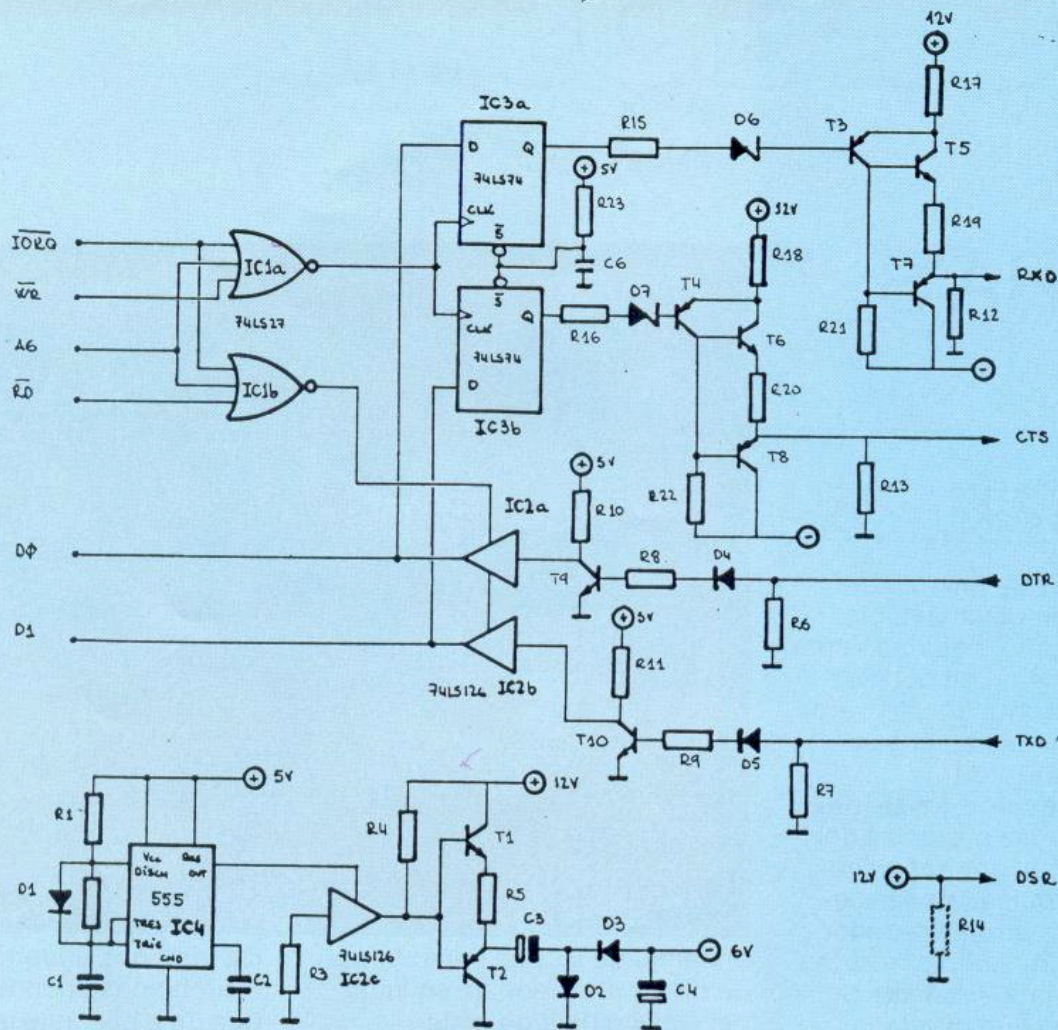 12V
R17
IC3a
R15
D6
T3
T5
D
Q
74LS74
5V
R23
CLK
S̅
C6
12V
R18
R19
I̅O̅R̅Q̅
IC1a
W̅R̅
74LS27
T7
RXD
S̅
CLK
Q
74LS74
D
R16
D7
T4
T6
R21
R12
A6
IC1b
R̅D̅
IC3b
R20
CTS
T8
5V
R10
R22
R13
IC2a
DΦ
T9
R8
D4
DTR
5V
R6
R11
D1
74LS126
IC2b
T10
R9
D5
TXD
R7
5V
R1
R4
12V
T1
Vcc
RES
DISCH
OUT
555
IC4
TRES
TRIG
GND
D1
R5
C3
D3
12V
DSR
R14
R3
74LS126
IC2c
T2
6V
C1
C2
D2
C4